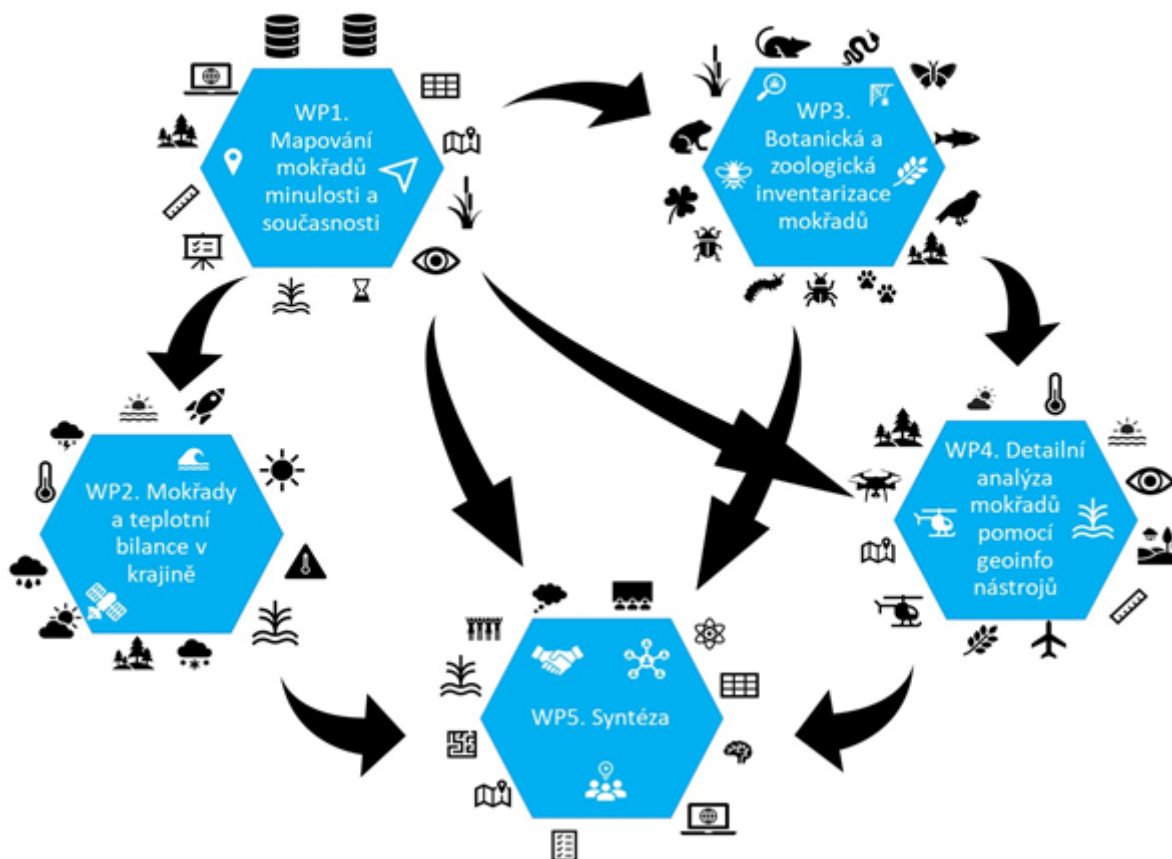 WP1.
Mapování
mokřadů
minulosti a
současnosti
WP3.
Botanická a
zoologická
inventarizace
mokřadů
WP2. Mokřady
a teplotní
bilance v
krajině
WP4. Detailní
analýza
mokřadů
pomocí
geoinfo
nástrojů
WP5. Syntéza